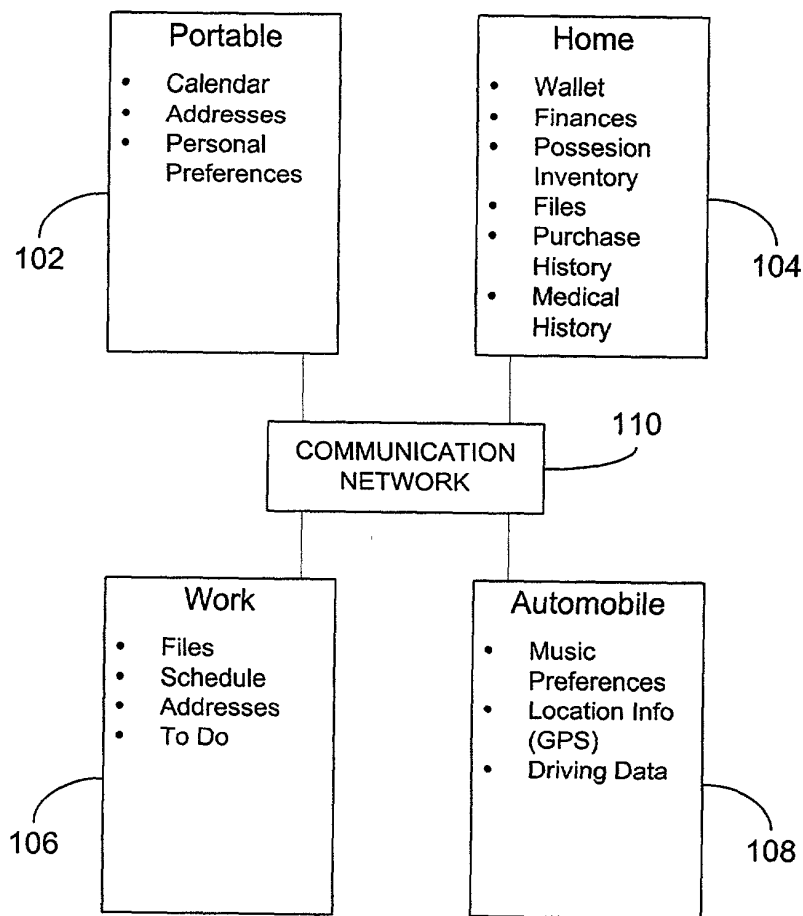 Portable
• Calendar
• Addresses
• Personal
Preferences
102
Home
• Wallet
• Finances
• Possesion
Inventory
• Files
• Purchase
History
• Medical
History
104
COMMUNICATION
NETWORK
110
Work
• Files
• Schedule
• Addresses
• To Do
106
Automobile
• Music
Preferences
• Location Info
(GPS)
• Driving Data
108